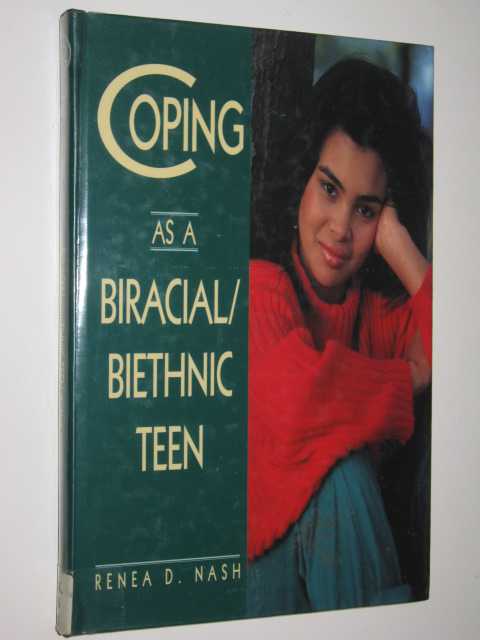 COPING
AS A
BIRACIAL/
BIETHNIC
TEEN
RENEA D. NASH